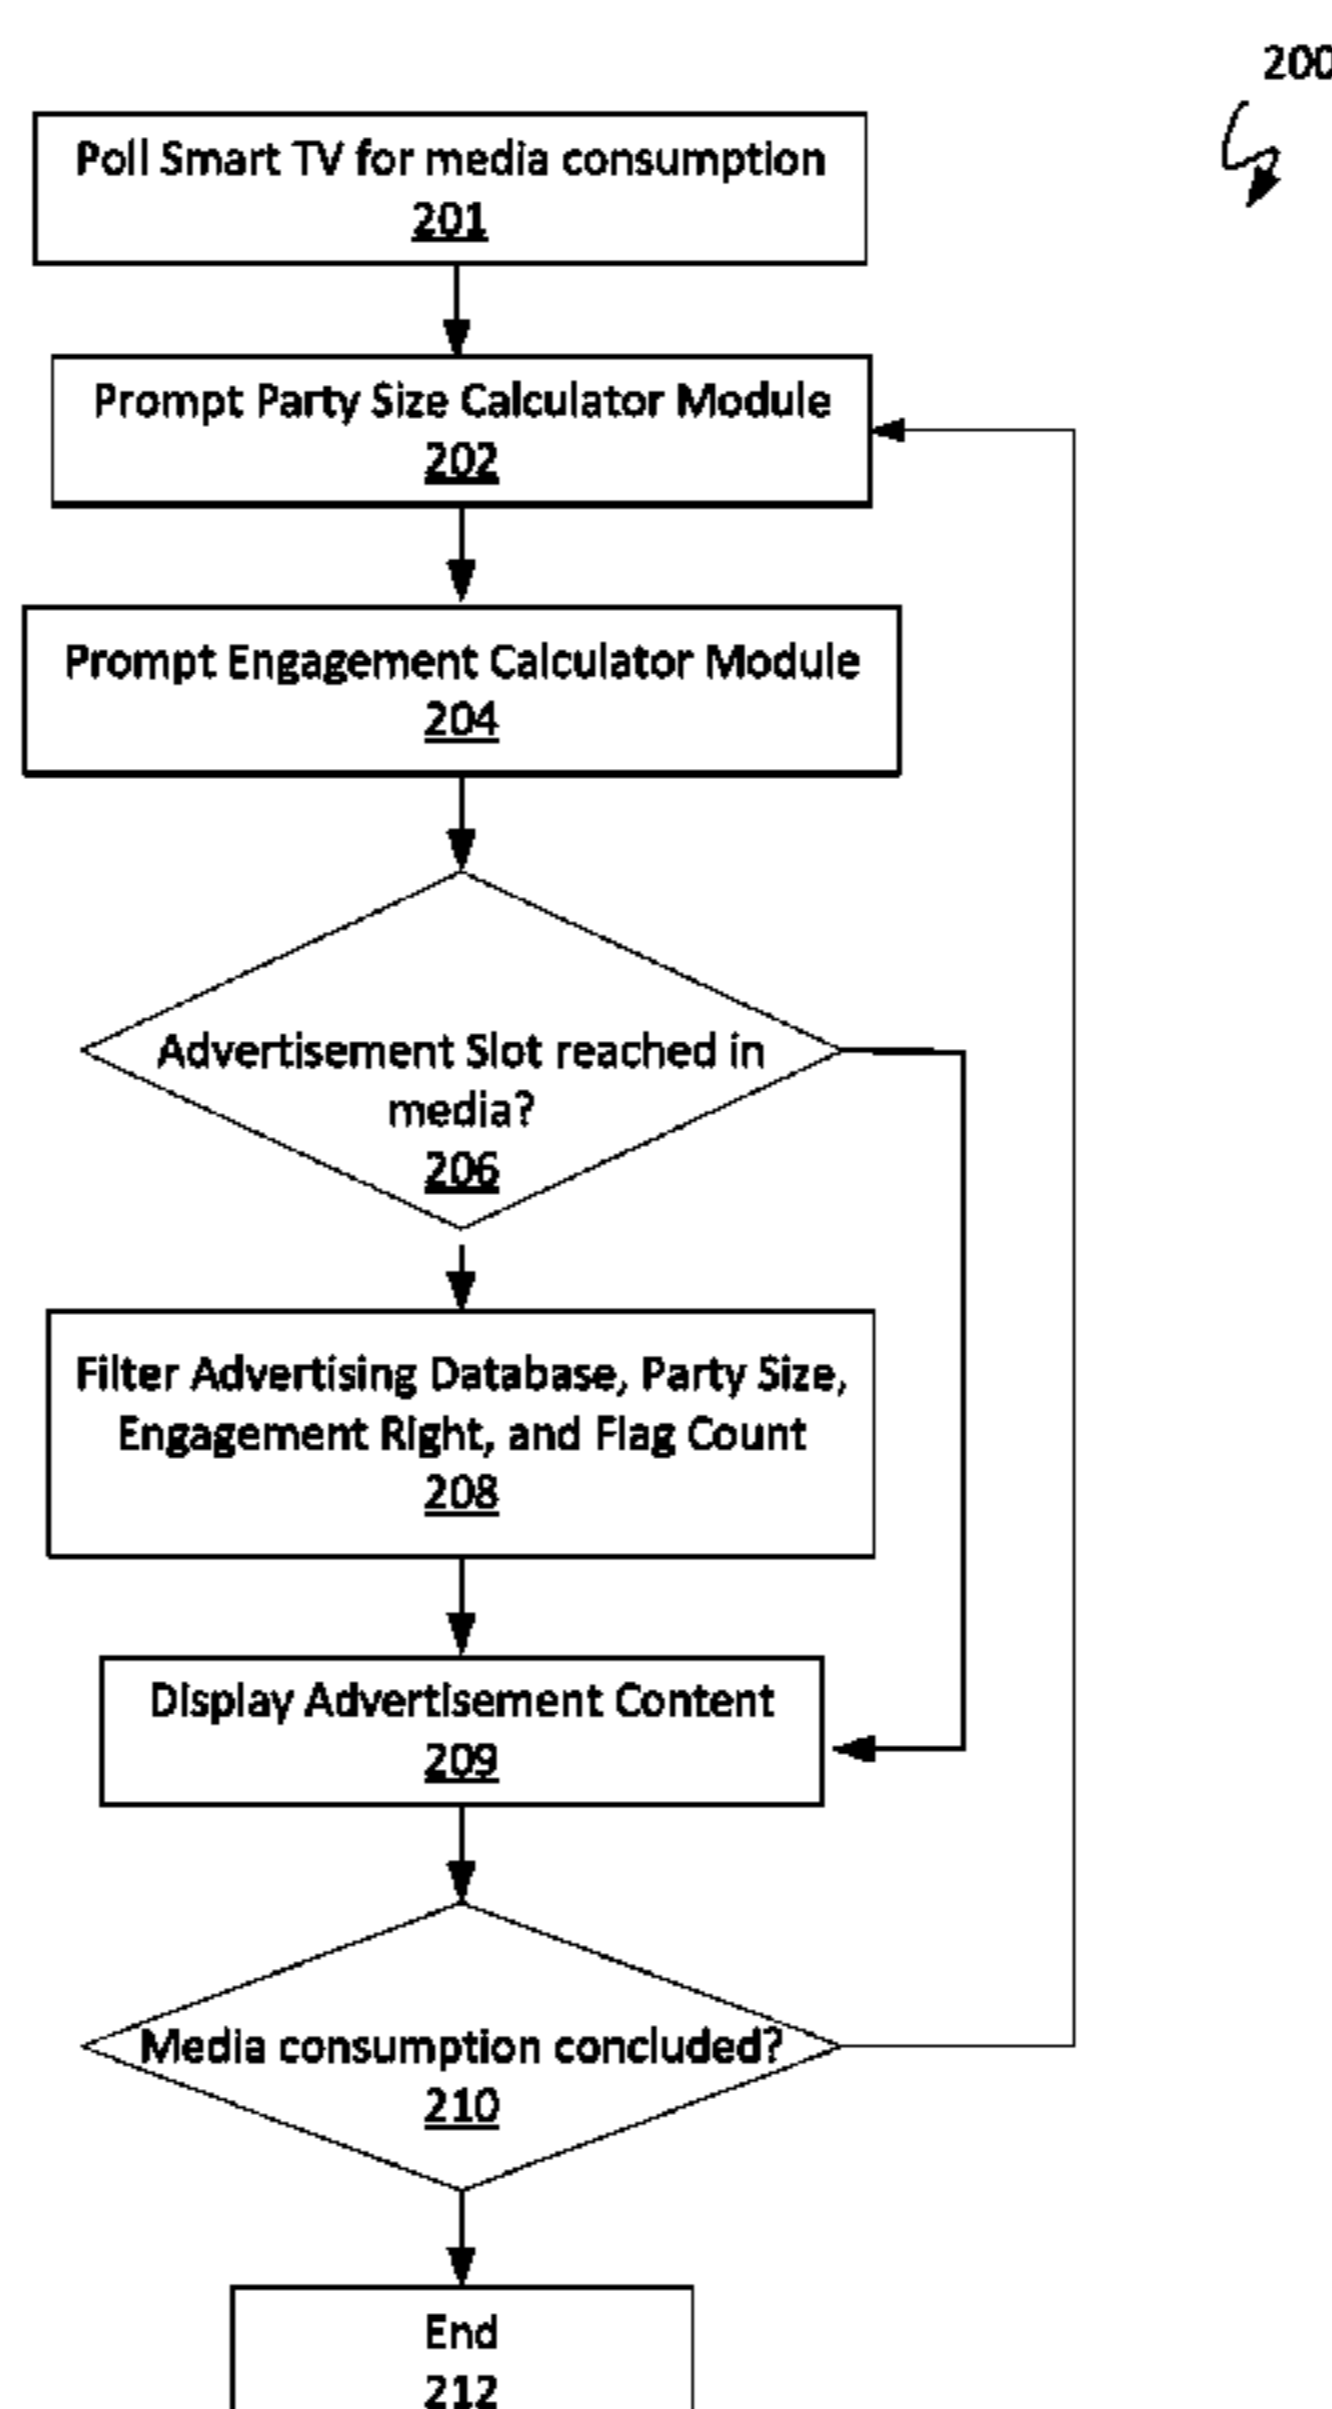 200
Poll Smart TV for media consumption
201
Prompt Party Size Calculator Module
202
Prompt Engagement Calculator Module
204
Advertisement Slot reached in
media?
206
Filter Advertising Database, Party Size,
Engagement Right, and Flag Count
208
Display Advertisement Content
209
Media consumption concluded?
210
End
212